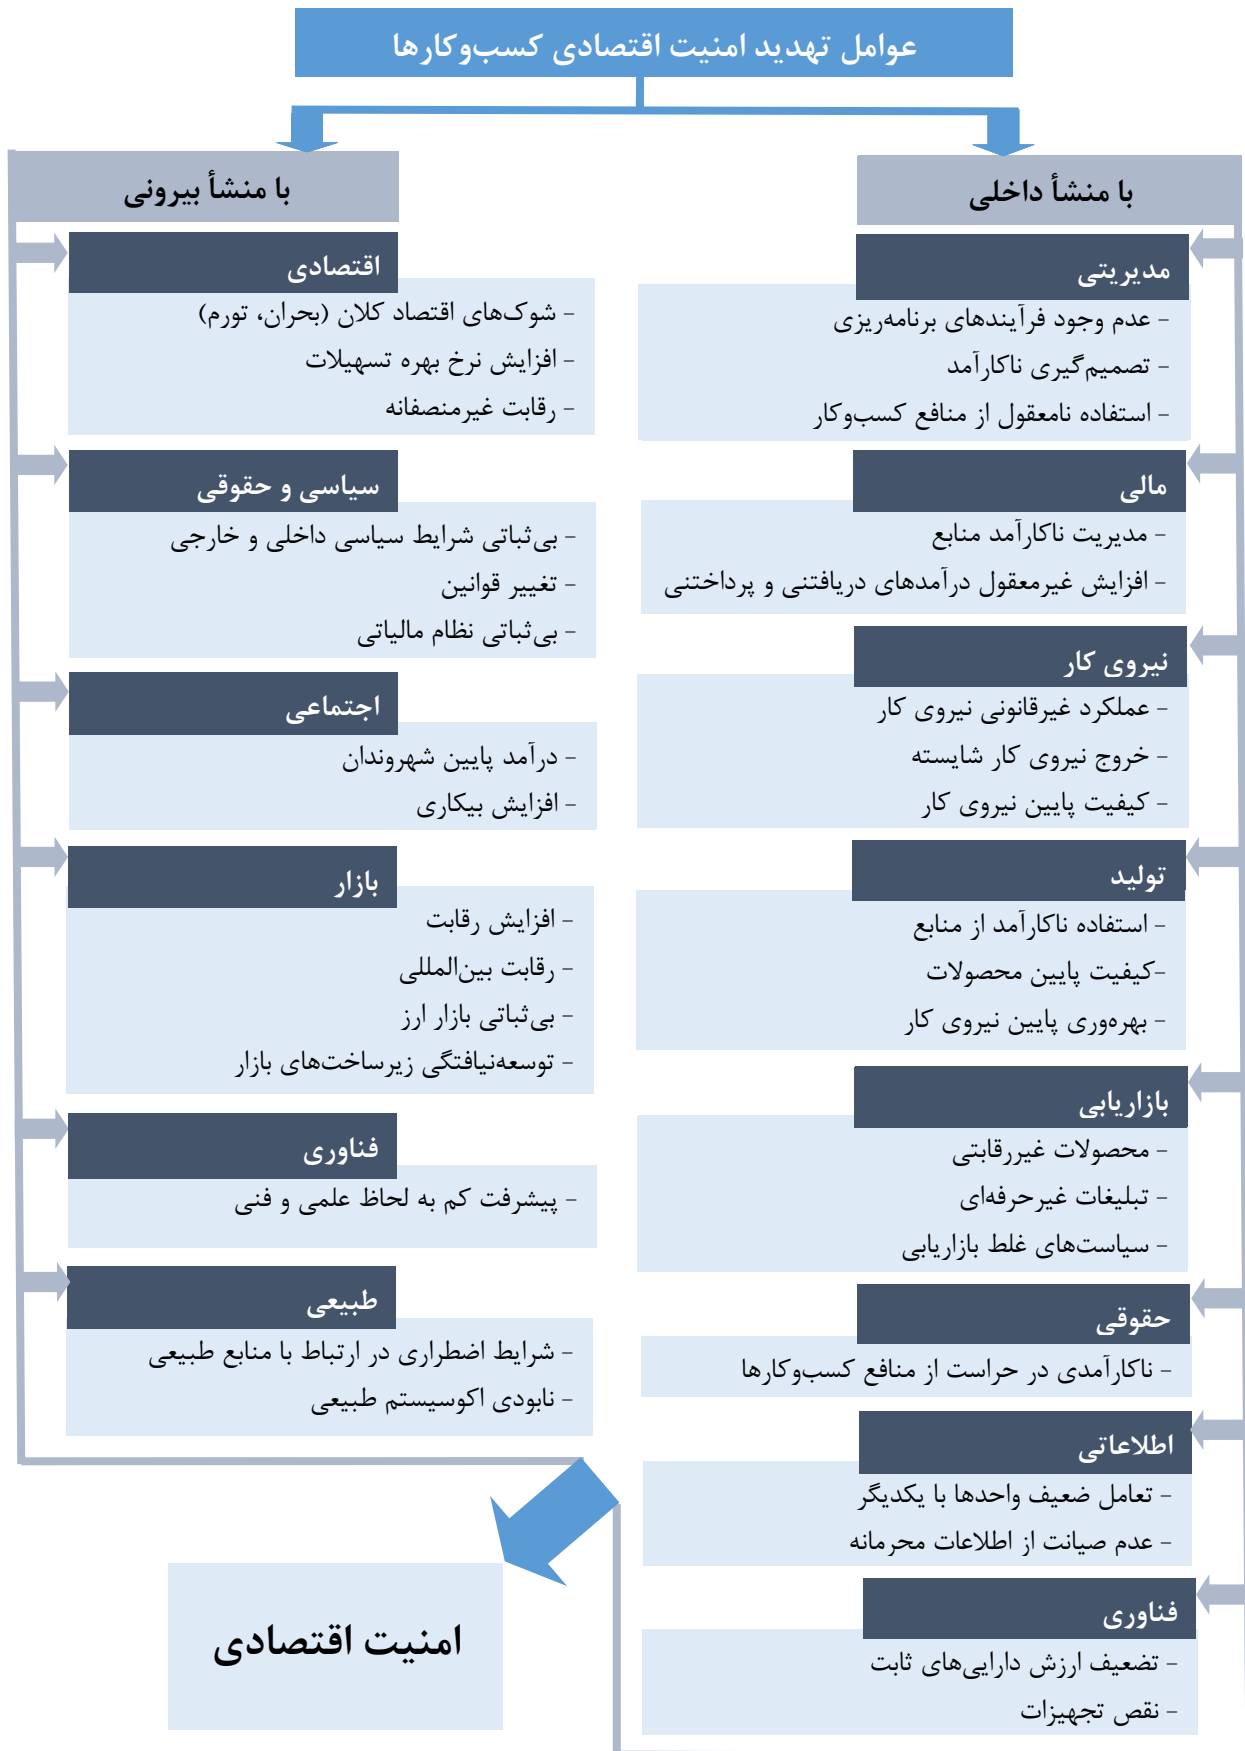 عوامل تهدید امنیت اقتصادی کسب‌وکارها
با منشأ داخلی
مدیریتی
- عدم وجود فرآیندهای برنامه‌ریزی
- تصمیم‌گیری ناکارآمد
- استفاده نامعقول از منافع کسب‌وکار
مالی
- مدیریت ناکارآمد منابع
- افزایش غیرمعقول درآمدهای دریافتنی و پرداختنی
نیروی کار
- عملکرد غیرقانونی نیروی کار
- خروج نیروی کار شایسته
- کیفیت پایین نیروی کار
تولید
- استفاده ناکارآمد از منابع
-کیفیت پایین محصولات
- بهره‌وری پایین نیروی کار
بازاریابی
- محصولات غیررقابتی
- تبلیغات غیرحرفه‌ای
- سیاست‌های غلط بازاریابی
حقوقی
- ناکارآمدی در حراست از منافع کسب‌وکارها
اطلاعاتی
- تعامل ضعیف واحدها با یکدیگر
- عدم صیانت از اطلاعات محرمانه
فناوری
- تضعیف ارزش دارایی‌های ثابت
- نقص تجهیزات
با منشأ بیرونی
اقتصادی
- شوک‌های اقتصاد کلان (بحران، تورم)
- افزایش نرخ بهره تسهیلات
- رقابت غیرمنصفانه
سیاسی و حقوقی
- بی‌ثباتی شرایط سیاسی داخلی و خارجی
- تغییر قوانین
- بی‌ثباتی نظام مالیاتی
اجتماعی
- درآمد پایین شهروندان
- افزایش بیکاری
بازار
- افزایش رقابت
- رقابت بین‌المللی
- بی‌ثباتی بازار ارز
- توسعه‌نیافتگی زیرساخت‌های بازار
فناوری
- پیشرفت کم به لحاظ علمی و فنی
طبیعی
- شرایط اضطراری در ارتباط با منابع طبیعی
- نابودی اکوسیستم طبیعی
امنیت اقتصادی